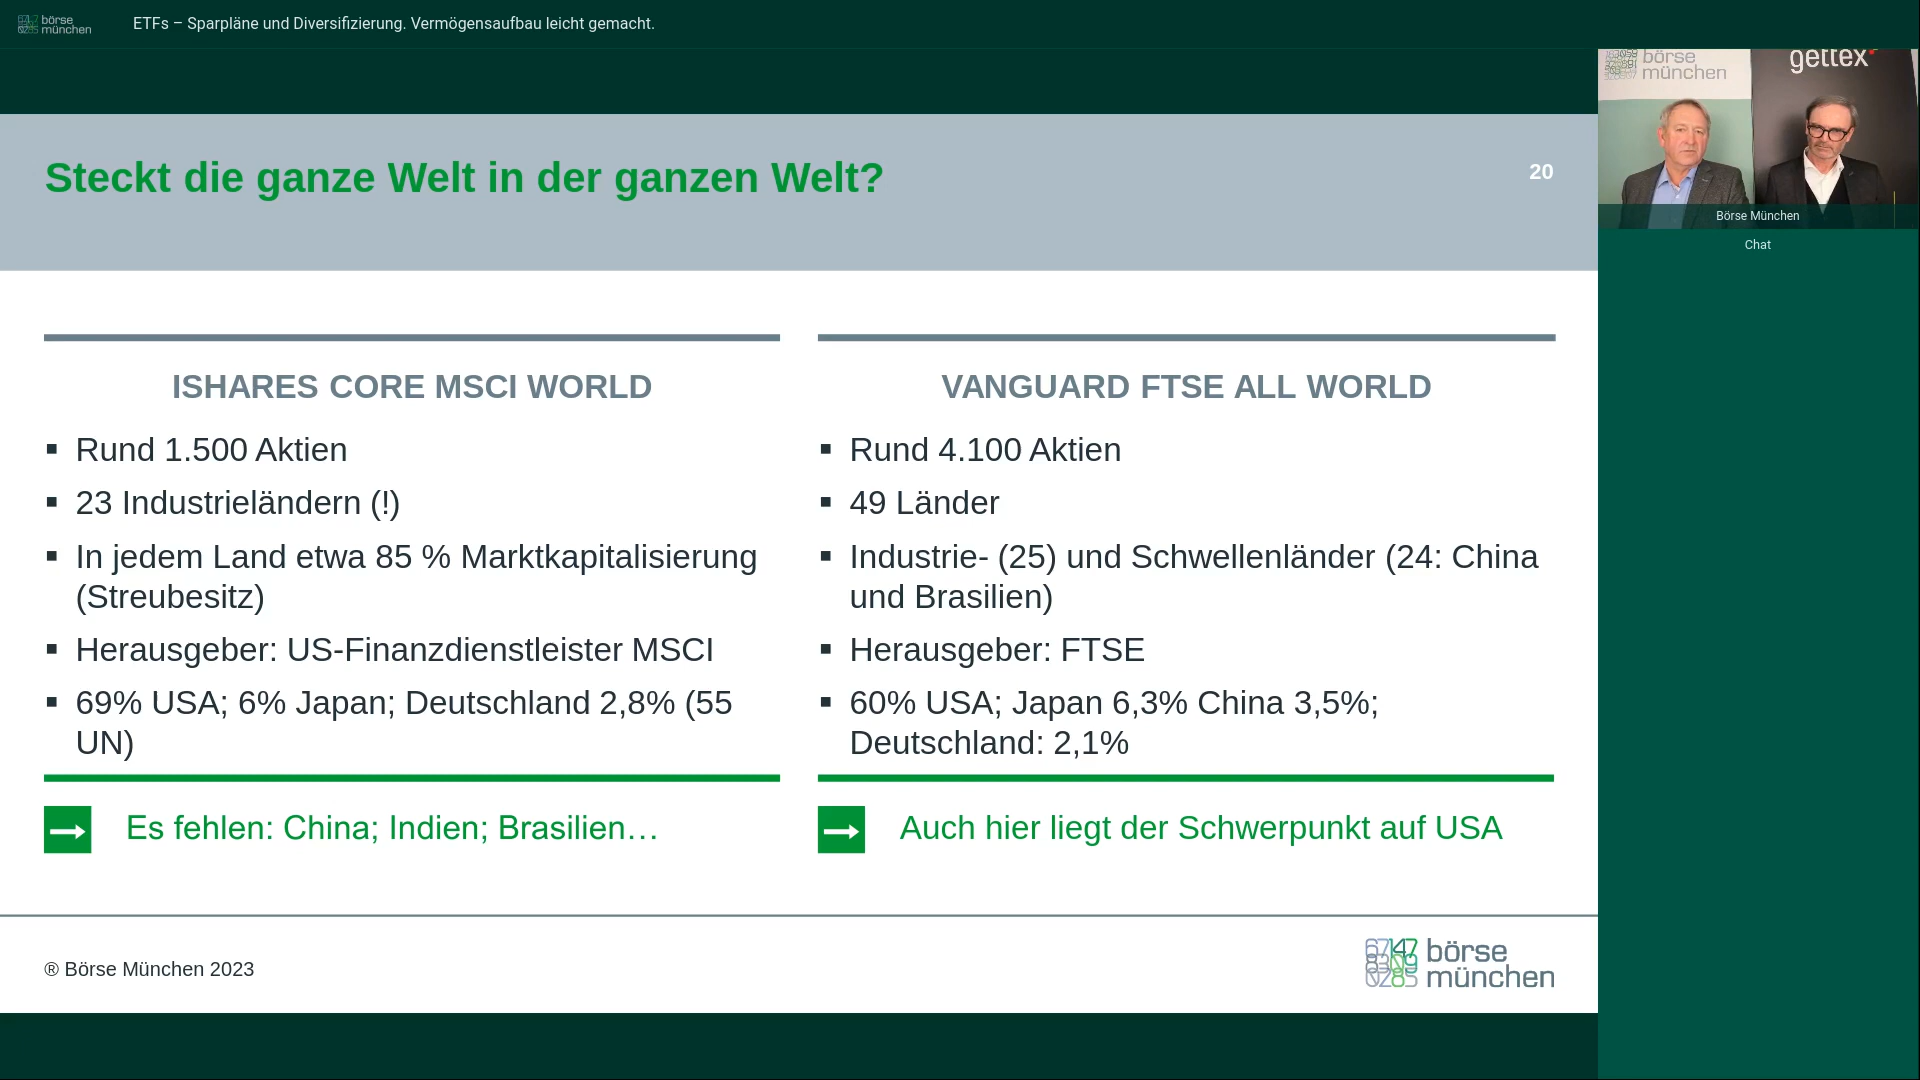 börse
münchen
ETFs – Sparpläne und Diversifizierung. Vermögensaufbau leicht gemacht.
börse
münchen
gettex
Börse München
Chat
Steckt die ganze Welt in der ganzen Welt?
20
ISHARES CORE MSCI WORLD
▪ Rund 1.500 Aktien
▪ 23 Industrieländern (!)
▪ In jedem Land etwa 85 % Marktkapitalisierung
(Streubesitz)
▪ Herausgeber: US-Finanzdienstleister MSCI
▪ 69% USA; 6% Japan; Deutschland 2,8% (55
UN)
Es fehlen: China; Indien; Brasilien…
VANGUARD FTSE ALL WORLD
▪ Rund 4.100 Aktien
▪ 49 Länder
▪ Industrie- (25) und Schwellenländer (24: China
und Brasilien)
▪ Herausgeber: FTSE
▪ 60% USA; Japan 6,3% China 3,5%;
Deutschland: 2,1%
Auch hier liegt der Schwerpunkt auf USA
® Börse München 2023
börse
münchen